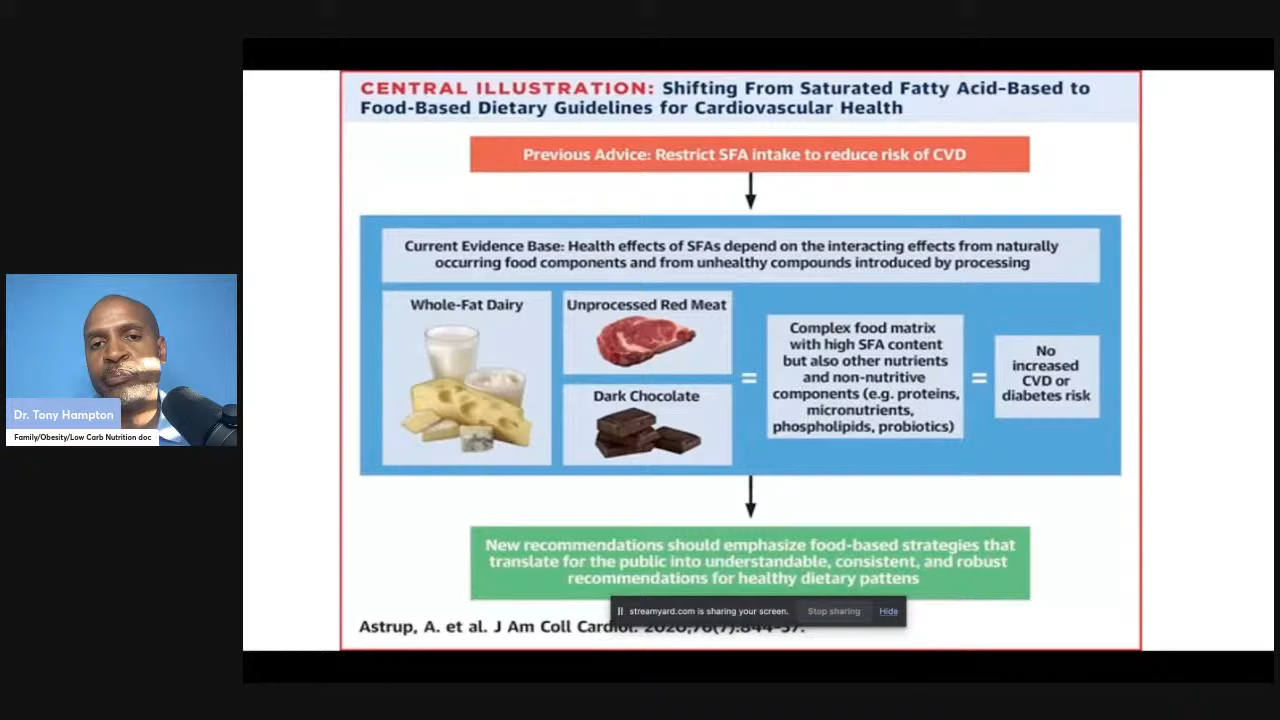 CENTRAL ILLUSTRATION: Shifting From Saturated Fatty Acid-Based to
Food-Based Dietary Guidelines for Cardiovascular Health
Previous Advice: Restrict SFA intake to reduce risk of CVD
Current Evidence Base: Health effects of SFAs depend on the interacting effects from naturally
occurring food components and from unhealthy compounds introduced by processing
Whole-Fat Dairy
Unprocessed Red Meat
Dark Chocolate
=
Complex food matrix
with high SFA content
but also other nutrients
and non-nutritive
components (e.g. proteins,
micronutrients,
phospholipids, probiotics)
=
No
increased
CVD or
diabetes risk
New recommendations should emphasize food-based strategies that
translate for the public into understandable, consistent, and robust
recommendations for healthy dietary pattens
streamyard.com is sharing your screen. Stop sharing Hide
Astrup, A. et al. J Am Coll Cardiol. 2020;76(7):844-57.
Dr. Tony Hampton
Family/Obesity/Low Carb Nutrition doc